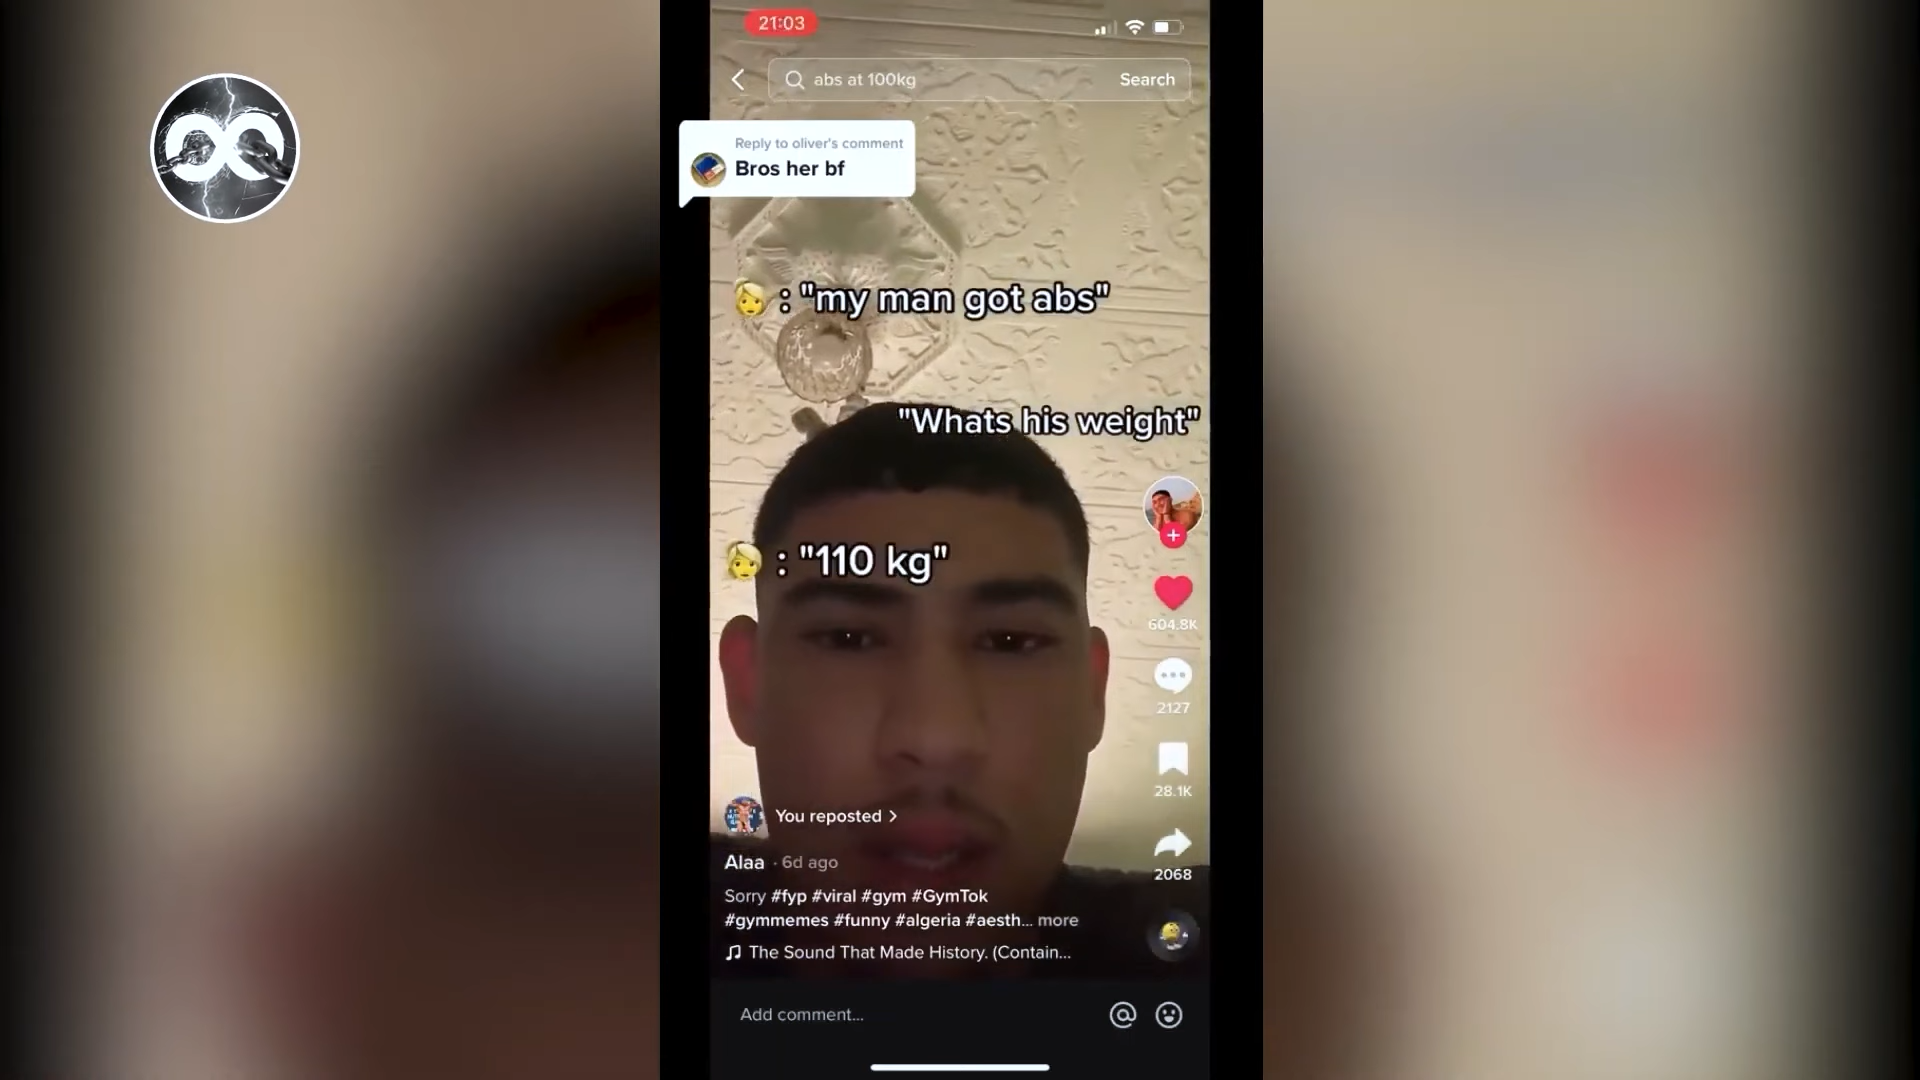 21:03
abs at 100kg
Search
Reply to oliver's comment
Bros her bf
: "my man got abs"
"Whats his weight"
: "110 kg"
604.8K
2127
28.1K
You reposted >
2068
Alaa · 6d ago
Sorry #fyp #viral #gym #GymTok
#gymmemes #funny #algeria #aesth... more
The Sound That Made History. (Contain...
Add comment...